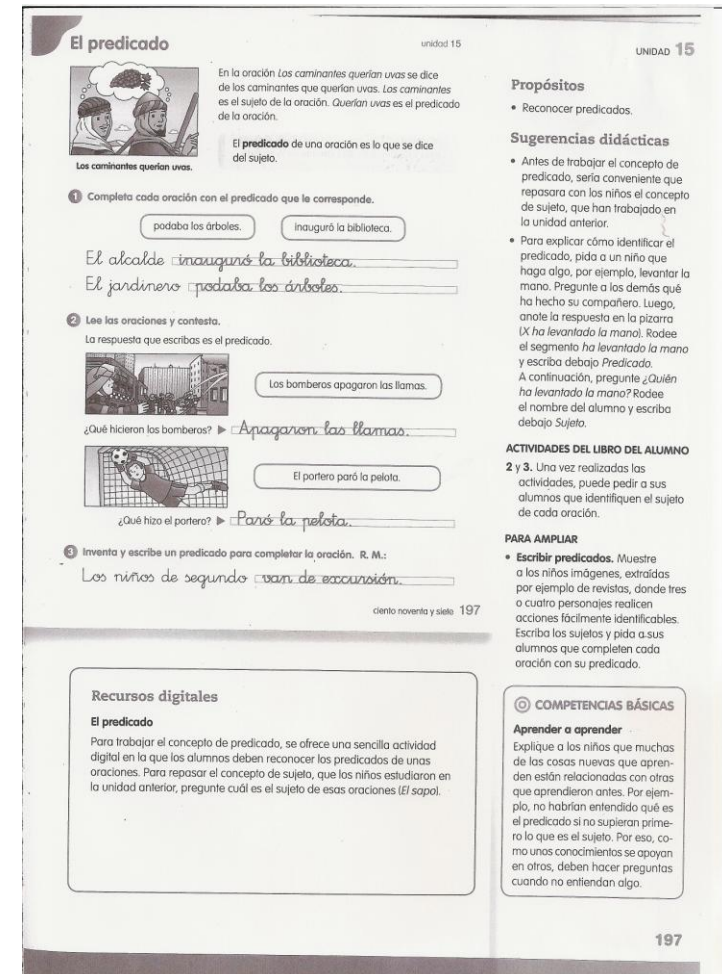 El predicado
unidad 15
En la oración Los caminantes querían uvas se dice
de los caminantes que querían uvas. Los caminantes
es el sujeto de la oración. Querían uvas es el predicado
de la oración.
El predicado de una oración es lo que se dice
del sujeto.
Los caminantes querían uvas.
1 Completa cada oración con el predicado que le corresponde.
podaba los árboles.
inauguró la biblioteca.
El alcalde inauguró la biblioteca.
El jardinero podaba los árboles.
2 Lee las oraciones y contesta.
La respuesta que escribas es el predicado.
Los bomberos apagaron las llamas.
¿Qué hicieron los bomberos? ▶ Apagaron las llamas.
El portero paró la pelota.
¿Qué hizo el portero? ▶ Paró la pelota.
3 Inventa y escribe un predicado para completar la oración. R. M.:
Los niños de segundo van de excursión.
ciento noventa y siete 197
Recursos digitales
El predicado
Para trabajar el concepto de predicado, se ofrece una sencilla actividad
digital en la que los alumnos deben reconocer los predicados de unas
oraciones. Para repasar el concepto de sujeto, que los niños estudiaron en
la unidad anterior, pregunte cuál es el sujeto de esas oraciones (El sapo).
UNIDAD 15
Propósitos
• Reconocer predicados.
Sugerencias didácticas
• Antes de trabajar el concepto de
predicado, sería conveniente que
repasara con los niños el concepto
de sujeto, que han trabajado en
la unidad anterior.
• Para explicar cómo identificar el
predicado, pida a un niño que
haga algo, por ejemplo, levantar la
mano. Pregunte a los demás qué
ha hecho su compañero. Luego,
anote la respuesta en la pizarra
(X ha levantado la mano). Rodee
el segmento ha levantado la mano
y escriba debajo Predicado.
A continuación, pregunte ¿Quién
ha levantado la mano? Rodee
el nombre del alumno y escriba
debajo Sujeto.
ACTIVIDADES DEL LIBRO DEL ALUMNO
2 y 3. Una vez realizadas las
actividades, puede pedir a sus
alumnos que identifiquen el sujeto
de cada oración.
PARA AMPLIAR
• Escribir predicados. Muestre
a los niños imágenes, extraídas
por ejemplo de revistas, donde tres
o cuatro personajes realicen
acciones fácilmente identificables.
Escriba los sujetos y pida a sus
alumnos que completen cada
oración con su predicado.
COMPETENCIAS BÁSICAS
Aprender a aprender
Explique a los niños que muchas
de las cosas nuevas que apren-
den están relacionadas con otras
que aprendieron antes. Por ejem-
plo, no habrían entendido qué es
el predicado si no supieran prime-
ro lo que es el sujeto. Por eso, co-
mo unos conocimientos se apoyan
en otros, deben hacer preguntas
cuando no entiendan algo.
197